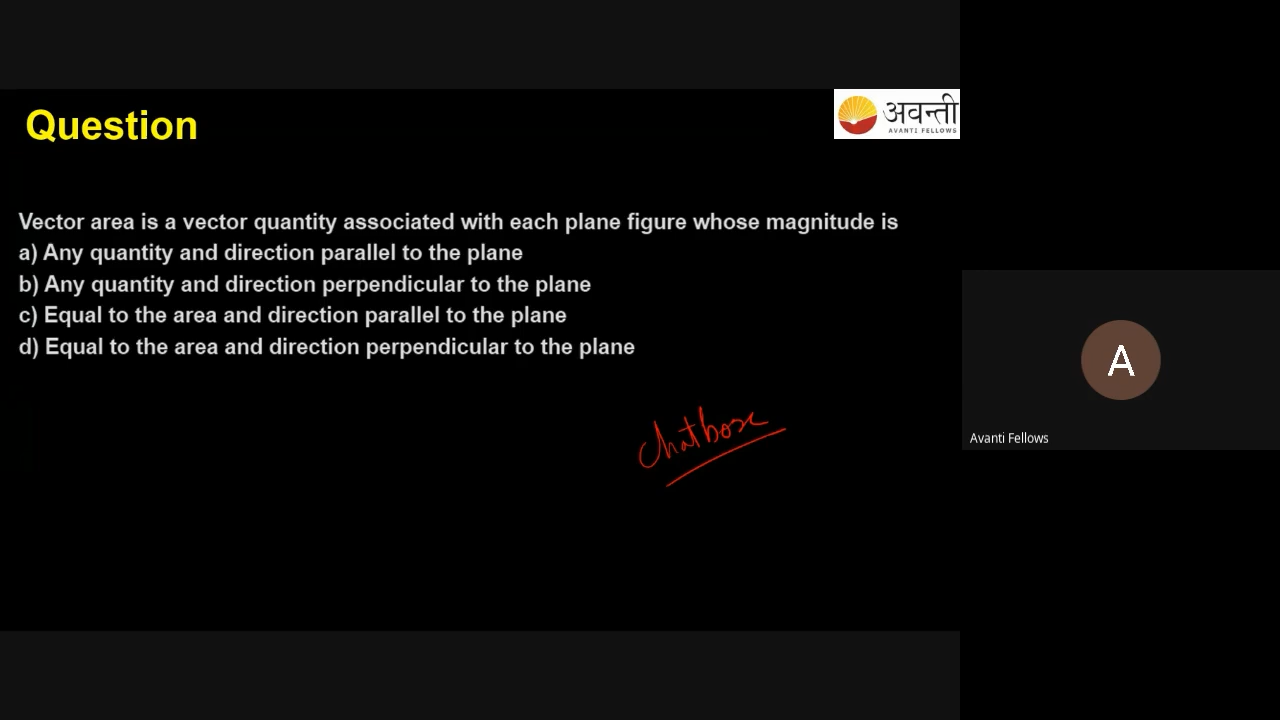 Question
अवन्ती
AVANTI FELLOWS
Vector area is a vector quantity associated with each plane figure whose magnitude is
a) Any quantity and direction parallel to the plane
b) Any quantity and direction perpendicular to the plane
c) Equal to the area and direction parallel to the plane
d) Equal to the area and direction perpendicular to the plane
chatbox
A
Avanti Fellows